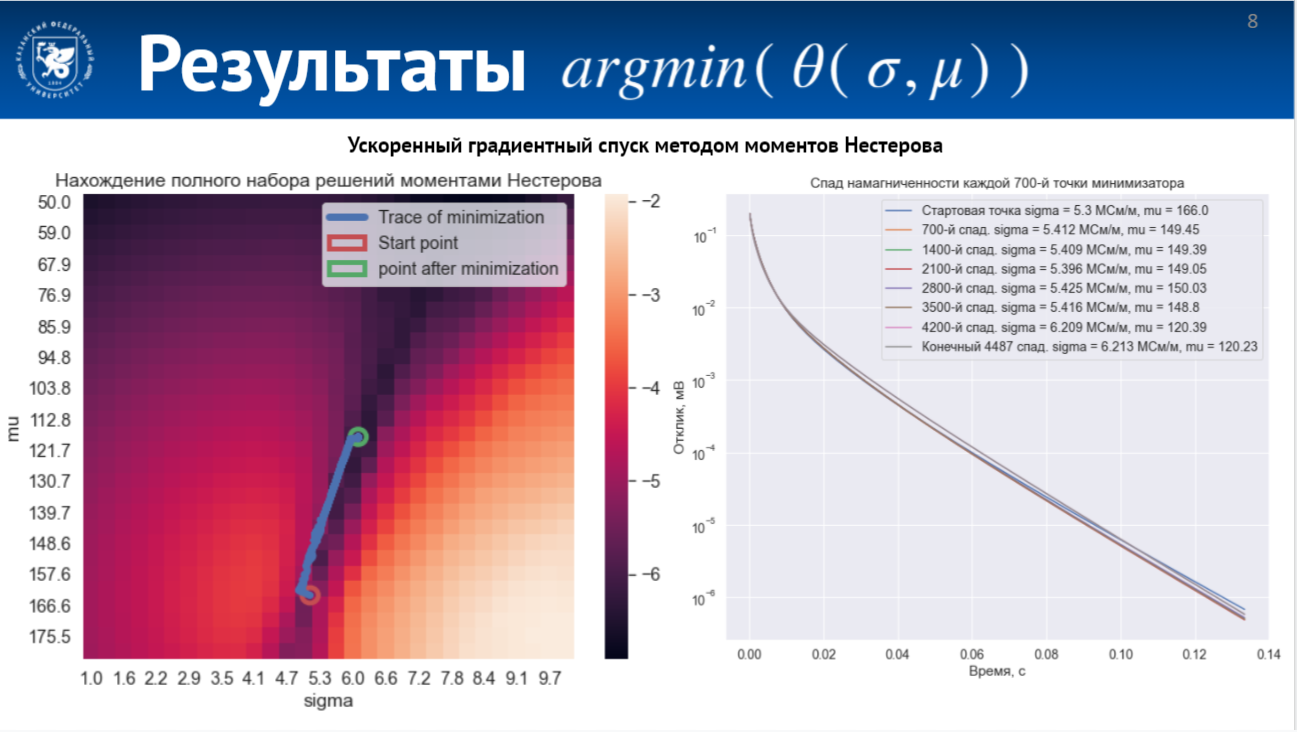 8
КАЗАНСКИЙ ФЕДЕРАЛЬНЫЙ
УНИВЕРСИТЕТ
1804
Результаты argmin( θ( σ, μ) )
Ускоренный градиентный спуск методом моментов Нестерова
Нахождение полного набора решений моментами Нестерова
Trace of minimization
Start point
point after minimization
50.0
59.0
67.9
76.9
85.9
94.8
103.8
112.8
121.7
130.7
139.7
148.6
157.6
166.6
175.5
mu
1.0 1.6 2.2 2.9 3.5 4.1 4.7 5.3 6.0 6.6 7.2 7.8 8.4 9.1 9.7
sigma
−2
−3
−4
−5
−6
Спад намагниченности каждой 700-й точки минимизатора
Стартовая точка sigma = 5.3 МСм/м, mu = 166.0
700-й спад. sigma = 5.412 МСм/м, mu = 149.45
1400-й спад. sigma = 5.409 МСм/м, mu = 149.39
2100-й спад. sigma = 5.396 МСм/м, mu = 149.05
2800-й спад. sigma = 5.425 МСм/м, mu = 150.03
3500-й спад. sigma = 5.416 МСм/м, mu = 148.8
4200-й спад. sigma = 6.209 МСм/м, mu = 120.39
Конечный 4487 спад. sigma = 6.213 МСм/м, mu = 120.23
10⁻¹
10⁻²
10⁻³
10⁻⁴
10⁻⁵
10⁻⁶
Отклик, мВ
0.00 0.02 0.04 0.06 0.08 0.10 0.12 0.14
Время, с